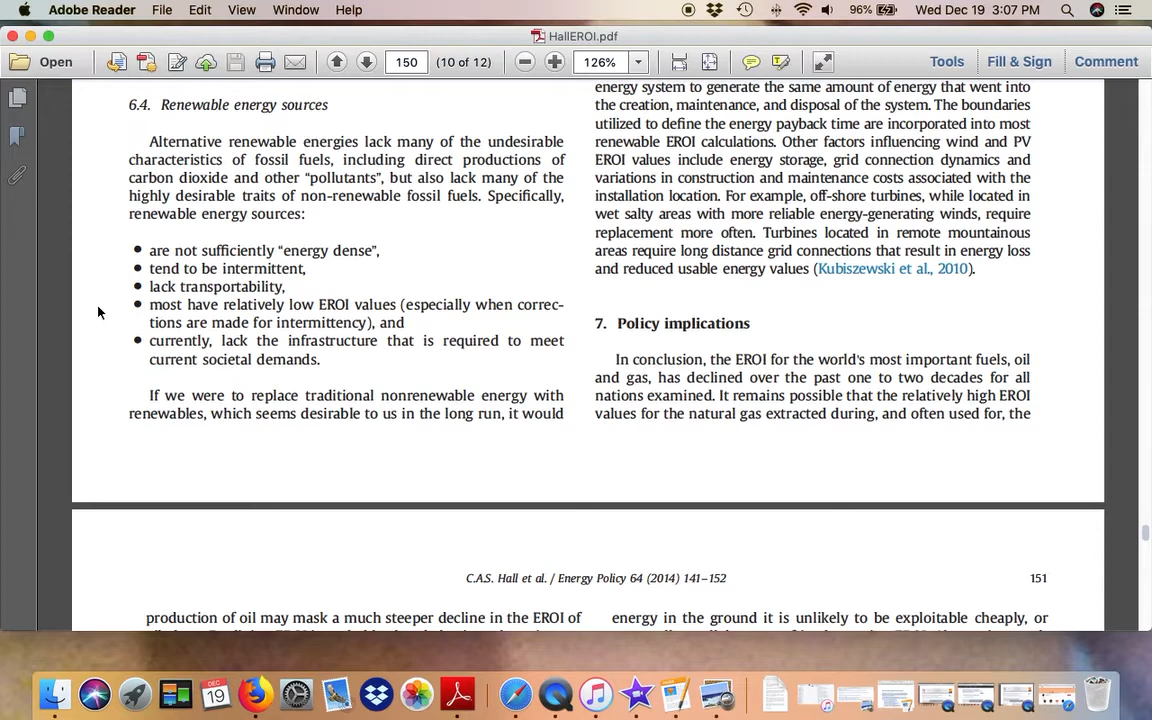 Adobe Reader File Edit View Window Help 96% Wed Dec 19 3:07 PM
HallEROI.pdf
Open 150 (10 of 12) 126% Tools Fill & Sign Comment
6.4. Renewable energy sources
Alternative renewable energies lack many of the undesirable
characteristics of fossil fuels, including direct productions of
carbon dioxide and other “pollutants”, but also lack many of the
highly desirable traits of non-renewable fossil fuels. Specifically,
renewable energy sources:
● are not sufficiently “energy dense”,
● tend to be intermittent,
● lack transportability,
● most have relatively low EROI values (especially when correc-
tions are made for intermittency), and
● currently, lack the infrastructure that is required to meet
current societal demands.
If we were to replace traditional nonrenewable energy with
renewables, which seems desirable to us in the long run, it would
energy system to generate the same amount of energy that went into
the creation, maintenance, and disposal of the system. The boundaries
utilized to define the energy payback time are incorporated into most
renewable EROI calculations. Other factors influencing wind and PV
EROI values include energy storage, grid connection dynamics and
variations in construction and maintenance costs associated with the
installation location. For example, off-shore turbines, while located in
wet salty areas with more reliable energy-generating winds, require
replacement more often. Turbines located in remote mountainous
areas require long distance grid connections that result in energy loss
and reduced usable energy values (Kubiszewski et al., 2010).
7. Policy implications
In conclusion, the EROI for the world's most important fuels, oil
and gas, has declined over the past one to two decades for all
nations examined. It remains possible that the relatively high EROI
values for the natural gas extracted during, and often used for, the
C.A.S. Hall et al. / Energy Policy 64 (2014) 141–152 151
production of oil may mask a much steeper decline in the EROI of
energy in the ground it is unlikely to be exploitable cheaply, or
DEC
19